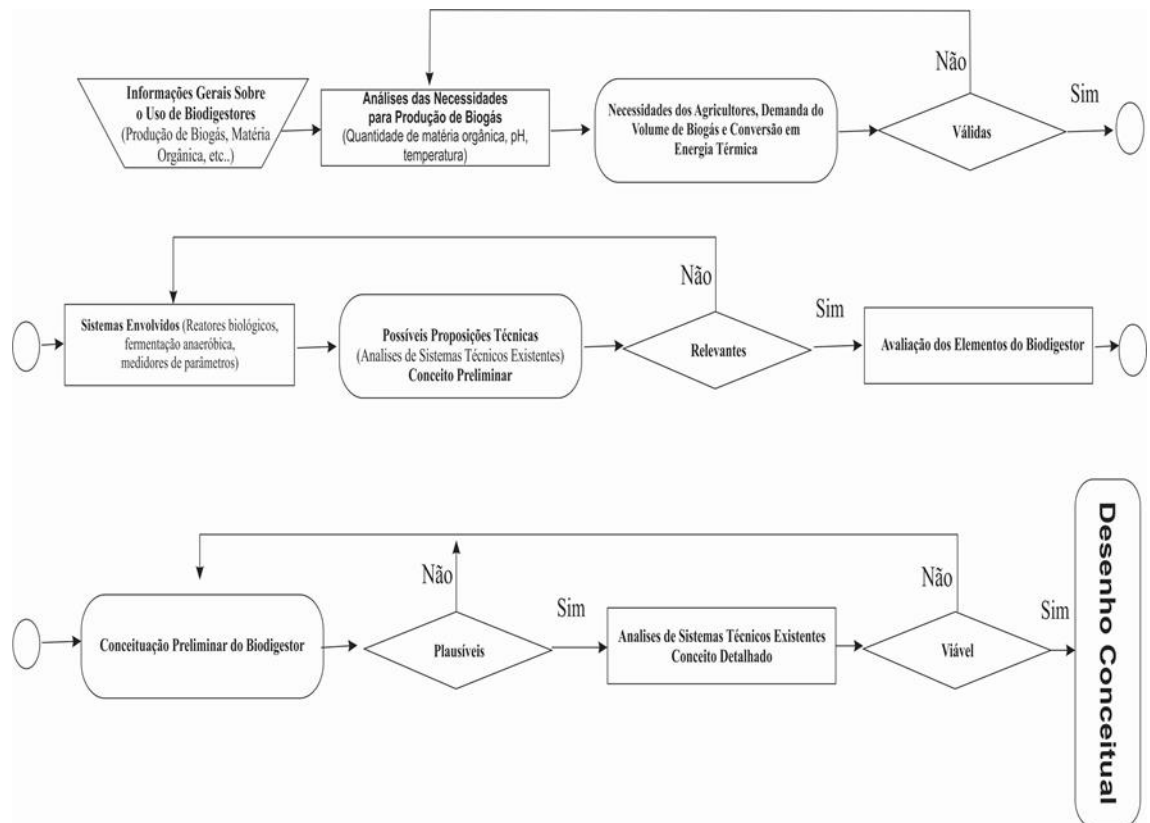 Não
Informações Gerais Sobre
o Uso de Biodigestores
(Produção de Biogás, Matéria
Orgânica, etc..)
Análises das Necessidades
para Produção de Biogás
(Quantidade de matéria orgânica, pH,
temperatura)
Necessidades dos Agricultores, Demanda do
Volume de Biogás e Conversão em
Energia Térmica
Válidas
Sim
Não
Sistemas Envolvidos (Reatores biológicos,
fermentação anaeróbica,
medidores de parâmetros)
Possíveis Proposições Técnicas
(Analises de Sistemas Técnicos Existentes)
Conceito Preliminar
Relevantes
Sim
Avaliação dos Elementos do Biodigestor
Conceituação Preliminar do Biodigestor
Não
Plausíveis
Sim
Analises de Sistemas Técnicos Existentes
Conceito Detalhado
Não
Viável
Sim
Desenho Conceitual